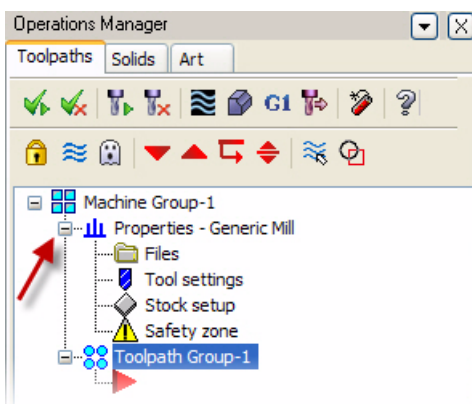 Operations Manager
Toolpaths Solids Art
G1
Machine Group-1
Properties - Generic Mill
Files
Tool settings
Stock setup
Safety zone
Toolpath Group-1